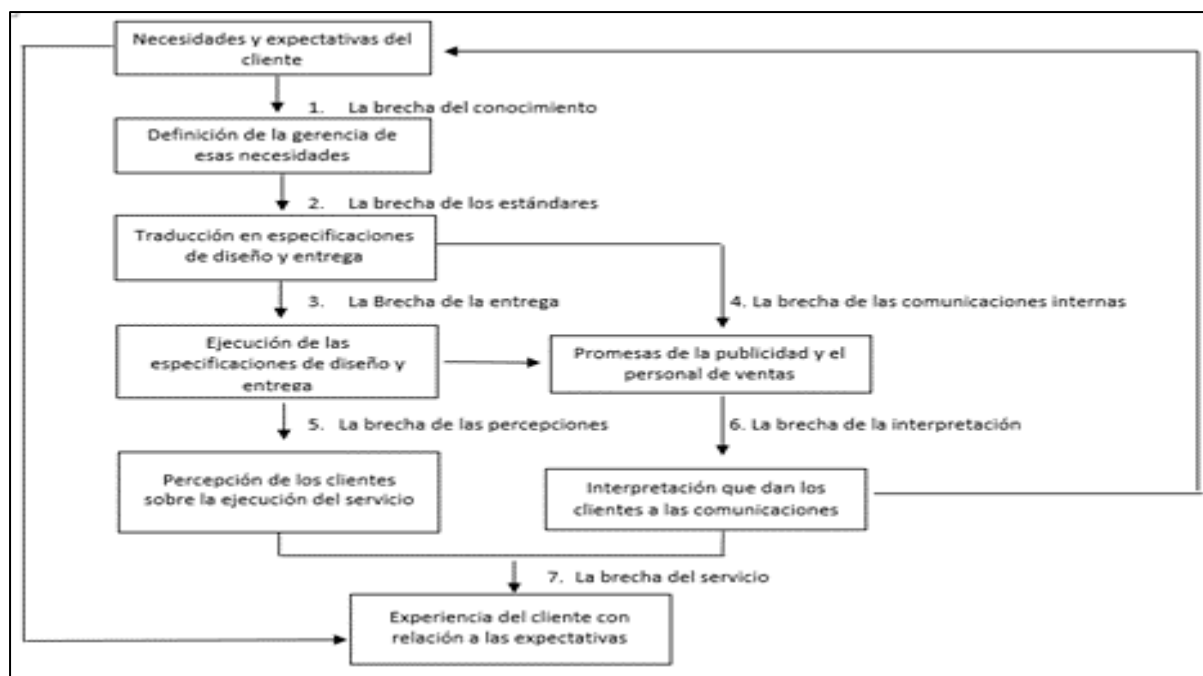 Necesidades y expectativas del
cliente
1. La brecha del conocimiento
Definición de la gerencia de
esas necesidades
2. La brecha de los estándares
Traducción en especificaciones
de diseño y entrega
3. La Brecha de la entrega
4. La brecha de las comunicaciones internas
Ejecución de las
especificaciones de diseño y
entrega
Promesas de la publicidad y el
personal de ventas
5. La brecha de las percepciones
6. La brecha de la interpretación
Percepción de los clientes
sobre la ejecución del servicio
Interpretación que dan los
clientes a las comunicaciones
7. La brecha del servicio
Experiencia del cliente con
relación a las expectativas